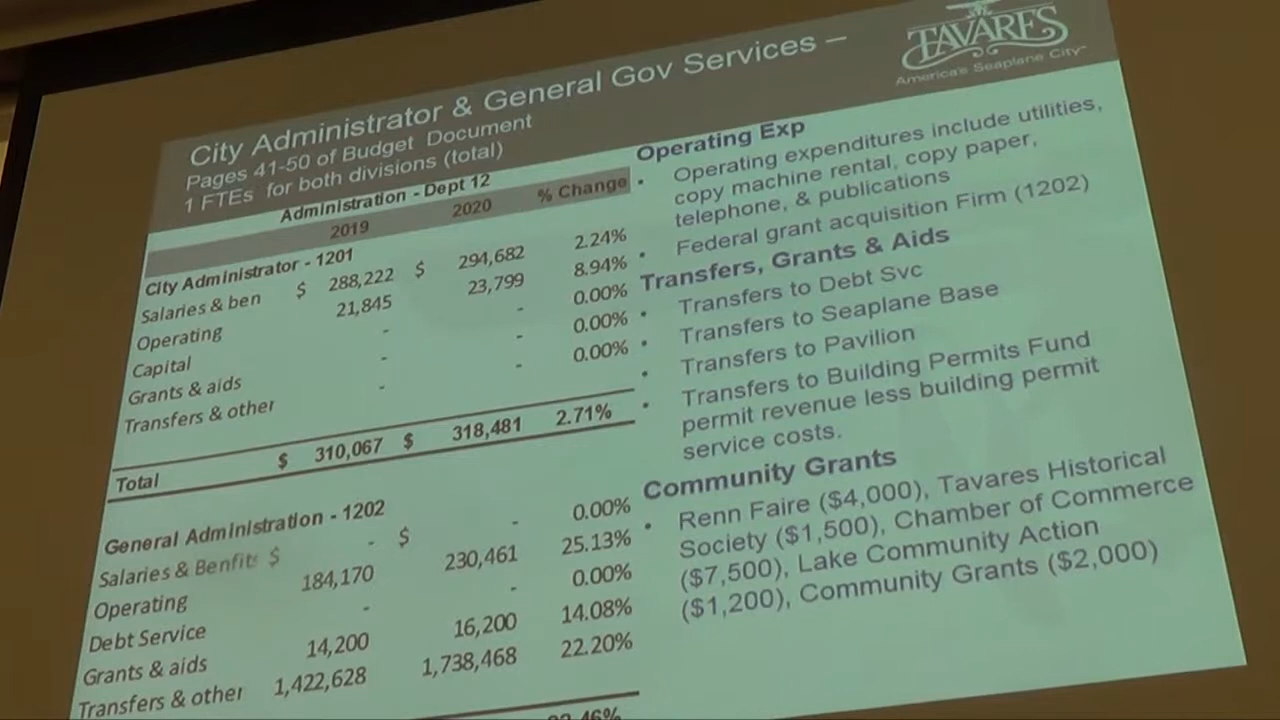 TAVARES
America's Seaplane City
City Administrator & General Gov Services –
Pages 41-50 of Budget Document
1 FTEs for both divisions (total)
Administration - Dept 12
2019 2020 % Change
City Administrator - 1201
Salaries & ben $ 288,222 $ 294,682 2.24%
Operating 21,845 23,799 8.94%
Capital - - 0.00%
Grants & aids - - 0.00%
Transfers & other - - 0.00%
Total $ 310,067 $ 318,481 2.71%
General Administration - 1202
Salaries & Benfits $ - $ - 0.00%
Operating 184,170 230,461 25.13%
Debt Service - - 0.00%
Grants & aids 14,200 16,200 14.08%
Transfers & other 1,422,628 1,738,468 22.20%
Operating Exp
• Operating expenditures include utilities,
copy machine rental, copy paper,
telephone, & publications
• Federal grant acquisition Firm (1202)
Transfers, Grants & Aids
• Transfers to Debt Svc
• Transfers to Seaplane Base
• Transfers to Pavilion
• Transfers to Building Permits Fund
permit revenue less building permit
service costs.
Community Grants
• Renn Faire ($4,000), Tavares Historical
Society ($1,500), Chamber of Commerce
($7,500), Lake Community Action
($1,200), Community Grants ($2,000)